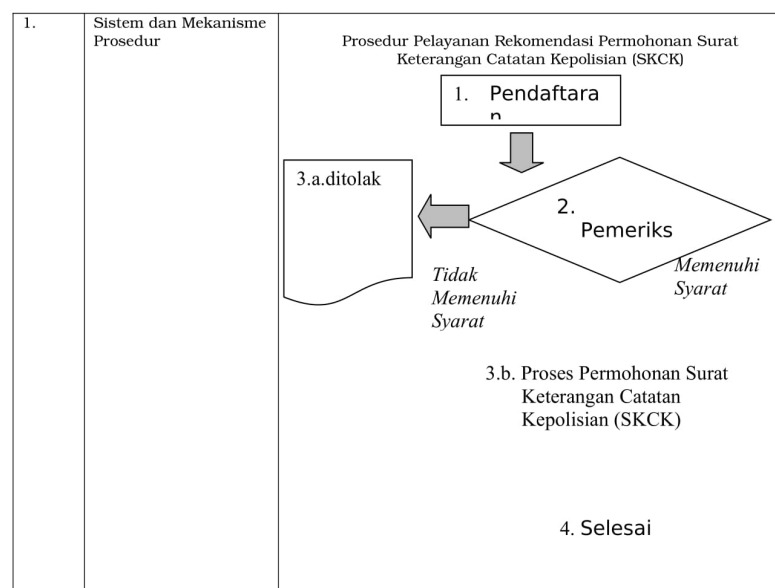 1.
Sistem dan Mekanisme
Prosedur
Prosedur Pelayanan Rekomendasi Permohonan Surat
Keterangan Catatan Kepolisian (SKCK)
1. Pendaftara
n
3.a.ditolak
2.
Pemeriks
Tidak
Memenuhi
Syarat
Memenuhi
Syarat
3.b. Proses Permohonan Surat
Keterangan Catatan
Kepolisian (SKCK)
4. Selesai